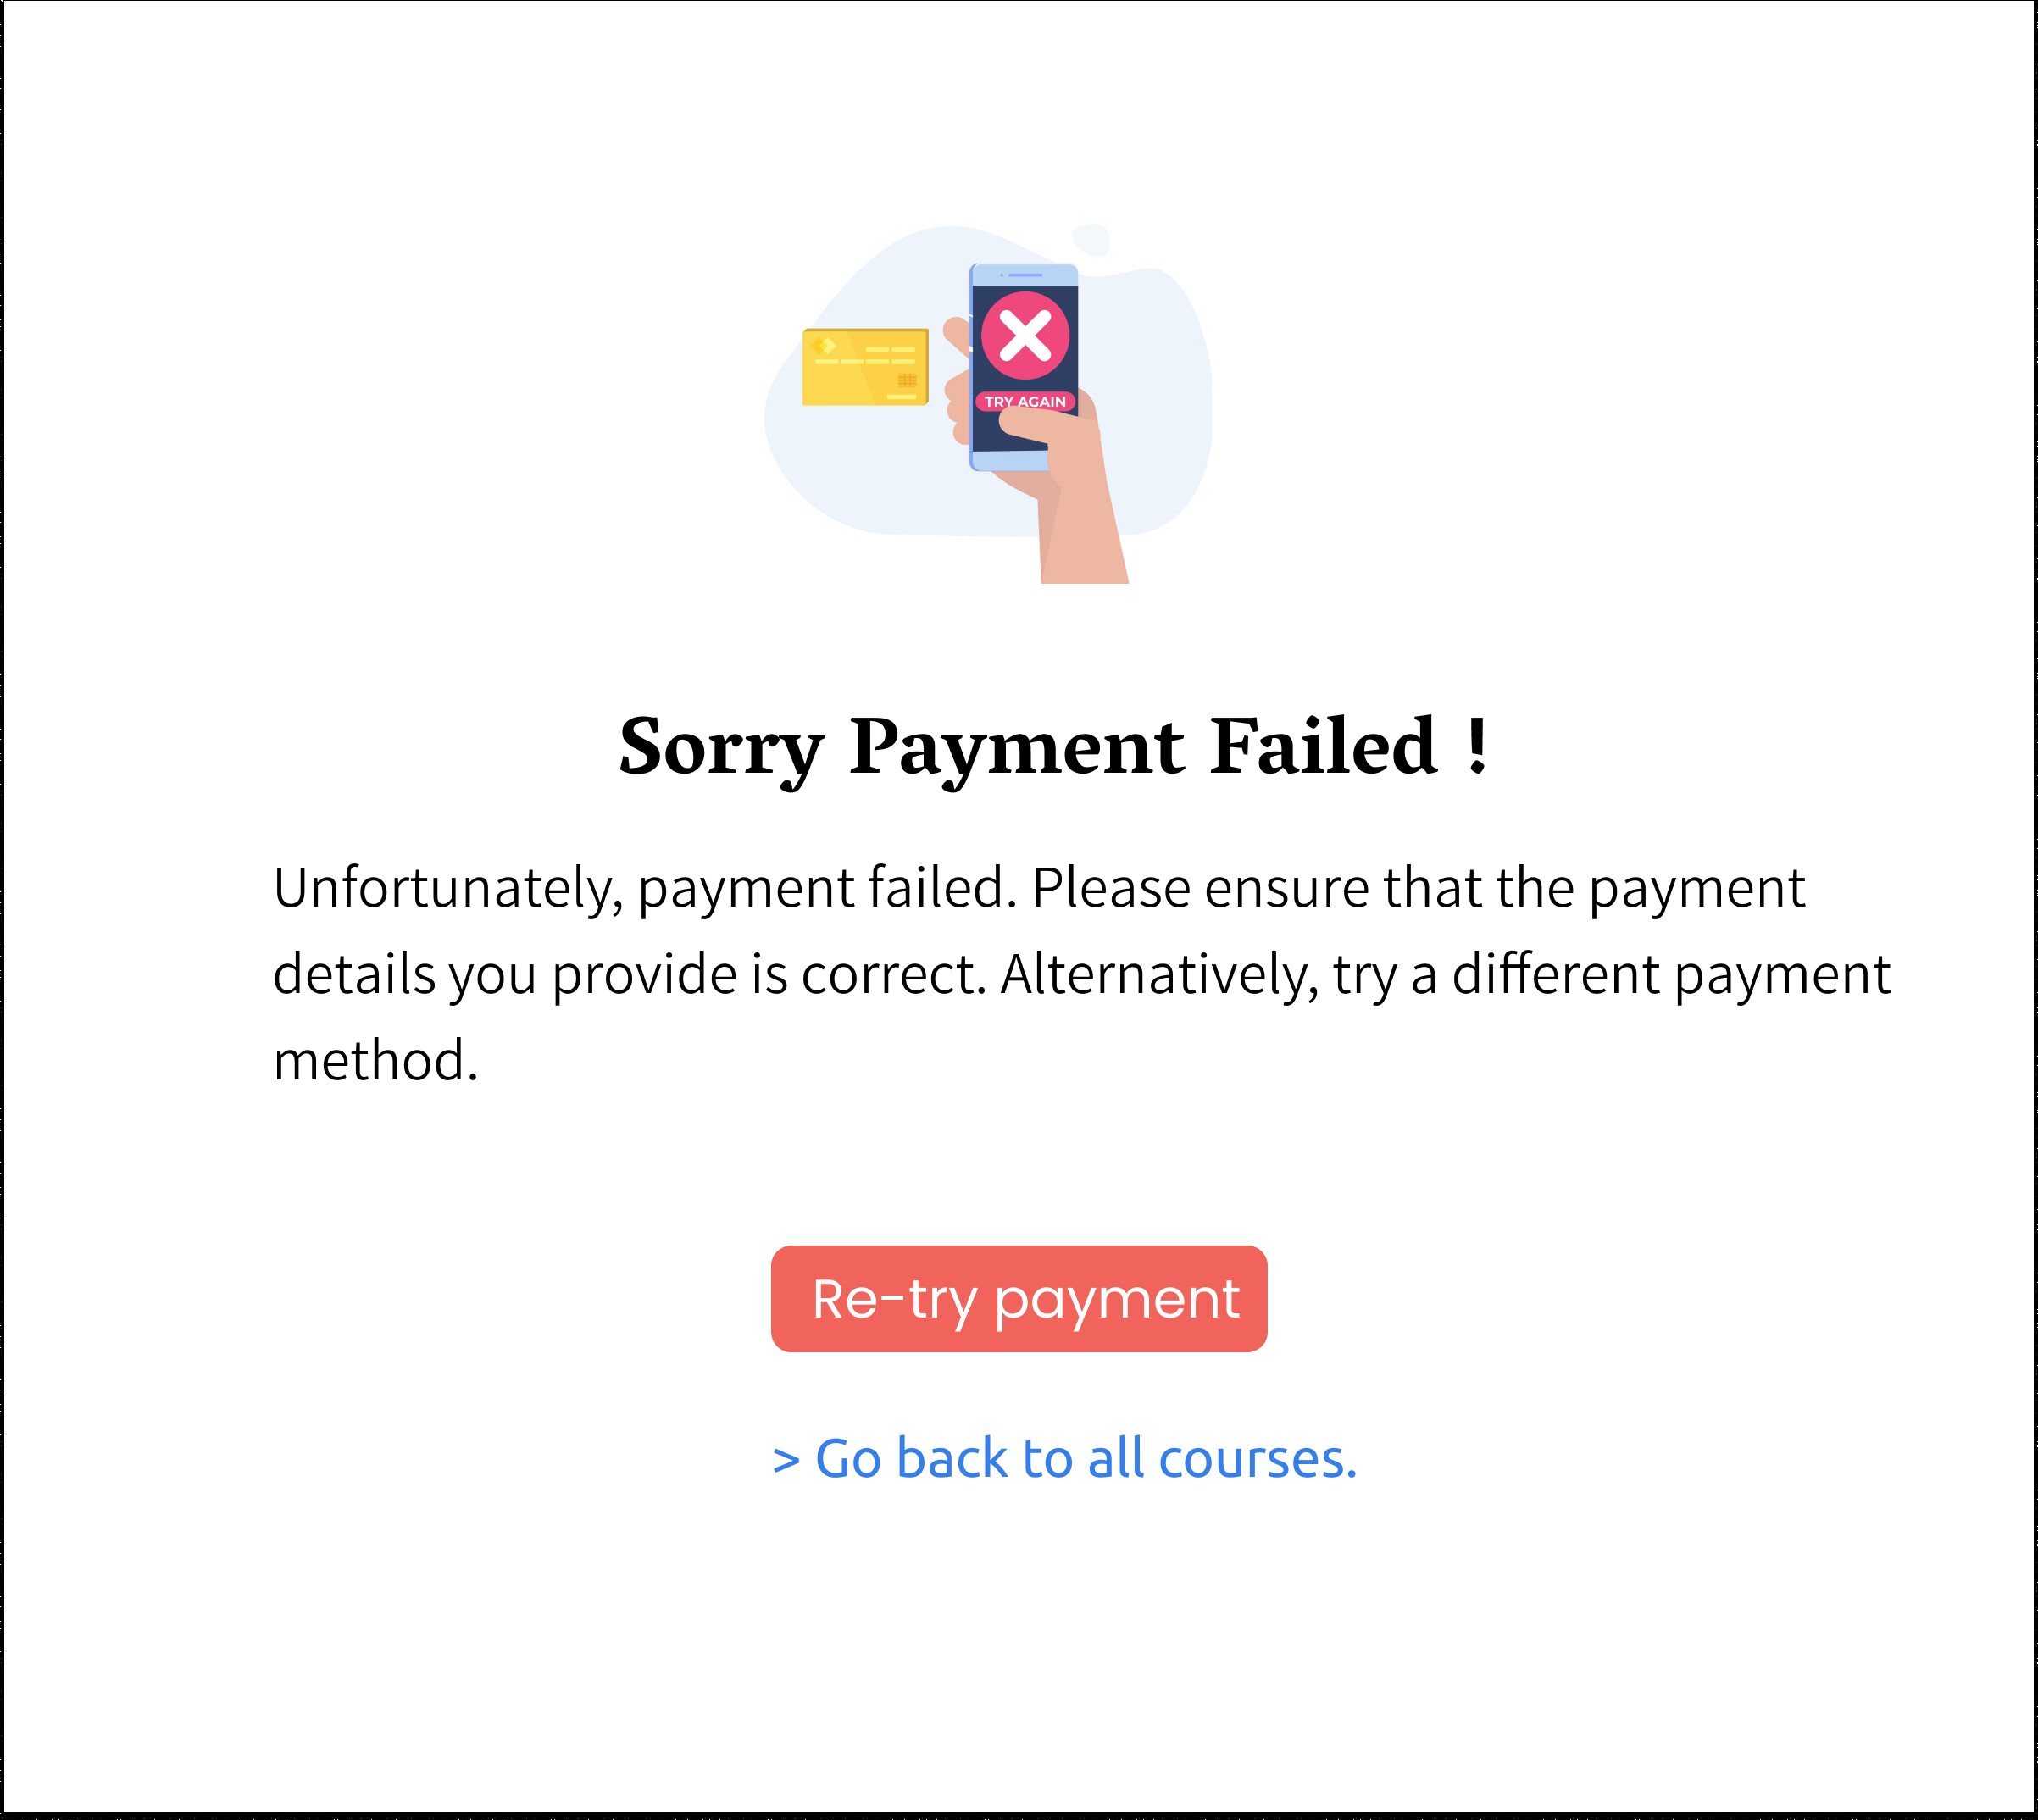 TRY AGAIN
Sorry Payment Failed !
Unfortunately, payment failed. Please ensure that the payment
details you provide is correct. Alternatively, try a different payment
method.
Re-try payment
> Go back to all courses.